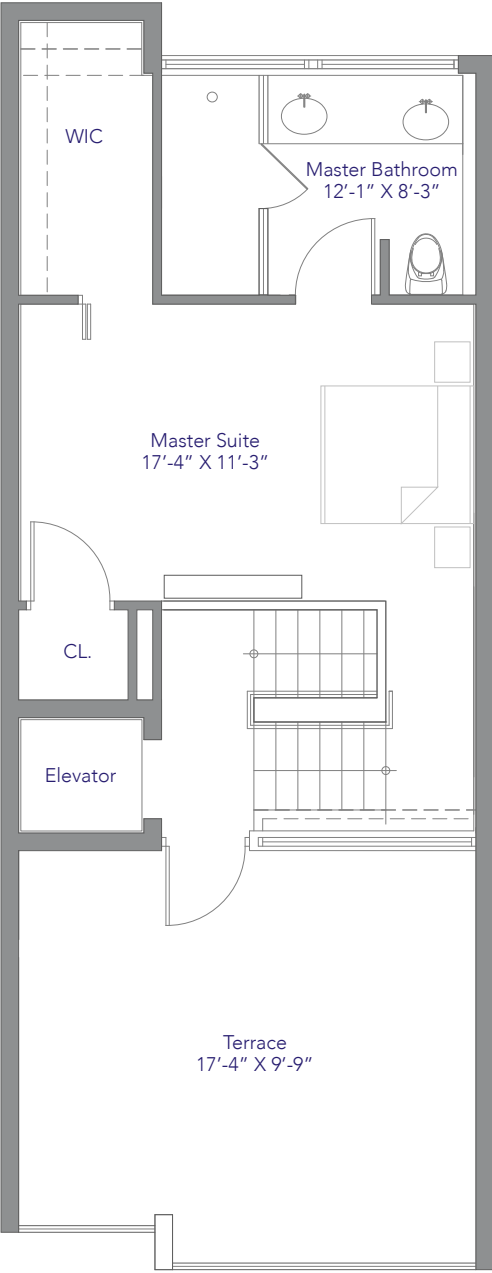 WIC
Master Bathroom
12’-1” X 8’-3”
Master Suite
17’-4” X 11’-3”
CL.
Elevator
Terrace
17’-4” X 9’-9”